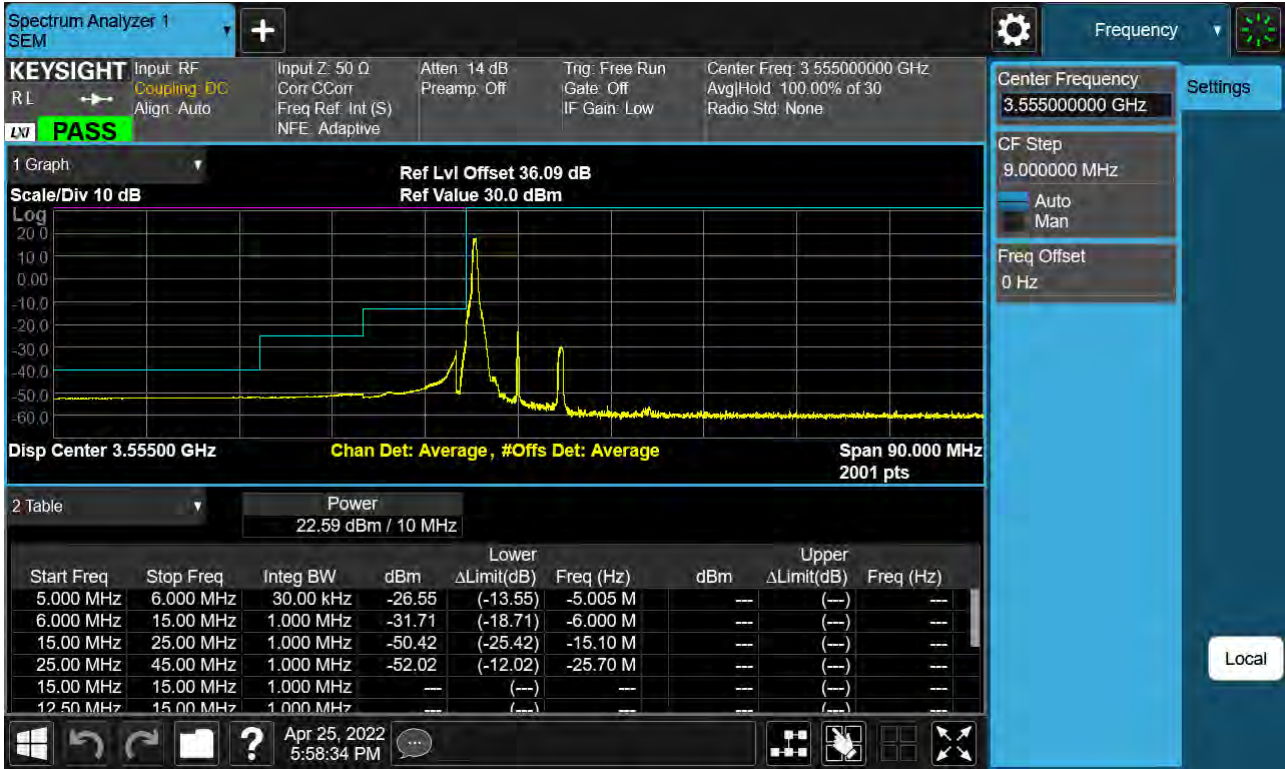 Spectrum Analyzer 1
SEM
Frequency
KEYSIGHT
R L
LXI
PASS
Input: RF
Coupling: DC
Align: Auto
Input Z: 50 Ω
Corr CCorr
Freq Ref: Int (S)
NFE: Adaptive
Atten: 14 dB
Preamp: Off
Trig: Free Run
Gate: Off
IF Gain: Low
Center Freq: 3.555000000 GHz
Avg|Hold: 100.00% of 30
Radio Std: None
Center Frequency
3.555000000 GHz
Settings
CF Step
9.000000 MHz
Auto
Man
Freq Offset
0 Hz
Local
1 Graph
Scale/Div 10 dB
Ref Lvl Offset 36.09 dB
Ref Value 30.0 dBm
Log
20.0
10.0
0.00
-10.0
-20.0
-30.0
-40.0
-50.0
-60.0
Disp Center 3.55500 GHz Chan Det: Average, #Offs Det: Average Span 90.000 MHz
2001 pts
2 Table
Power
22.59 dBm / 10 MHz
Lower Upper
Start Freq Stop Freq Integ BW dBm ΔLimit(dB) Freq (Hz) dBm ΔLimit(dB) Freq (Hz)
5.000 MHz 6.000 MHz 30.00 kHz -26.55 (-13.55) -5.005 M --- (---) ---
6.000 MHz 15.00 MHz 1.000 MHz -31.71 (-18.71) -6.000 M --- (---) ---
15.00 MHz 25.00 MHz 1.000 MHz -50.42 (-25.42) -15.10 M --- (---) ---
25.00 MHz 45.00 MHz 1.000 MHz -52.02 (-12.02) -25.70 M --- (---) ---
15.00 MHz 15.00 MHz 1.000 MHz --- (---) --- --- (---) ---
12.50 MHz 15.00 MHz 1.000 MHz --- (---) --- --- (---) ---
?
Apr 25, 2022
5:58:34 PM